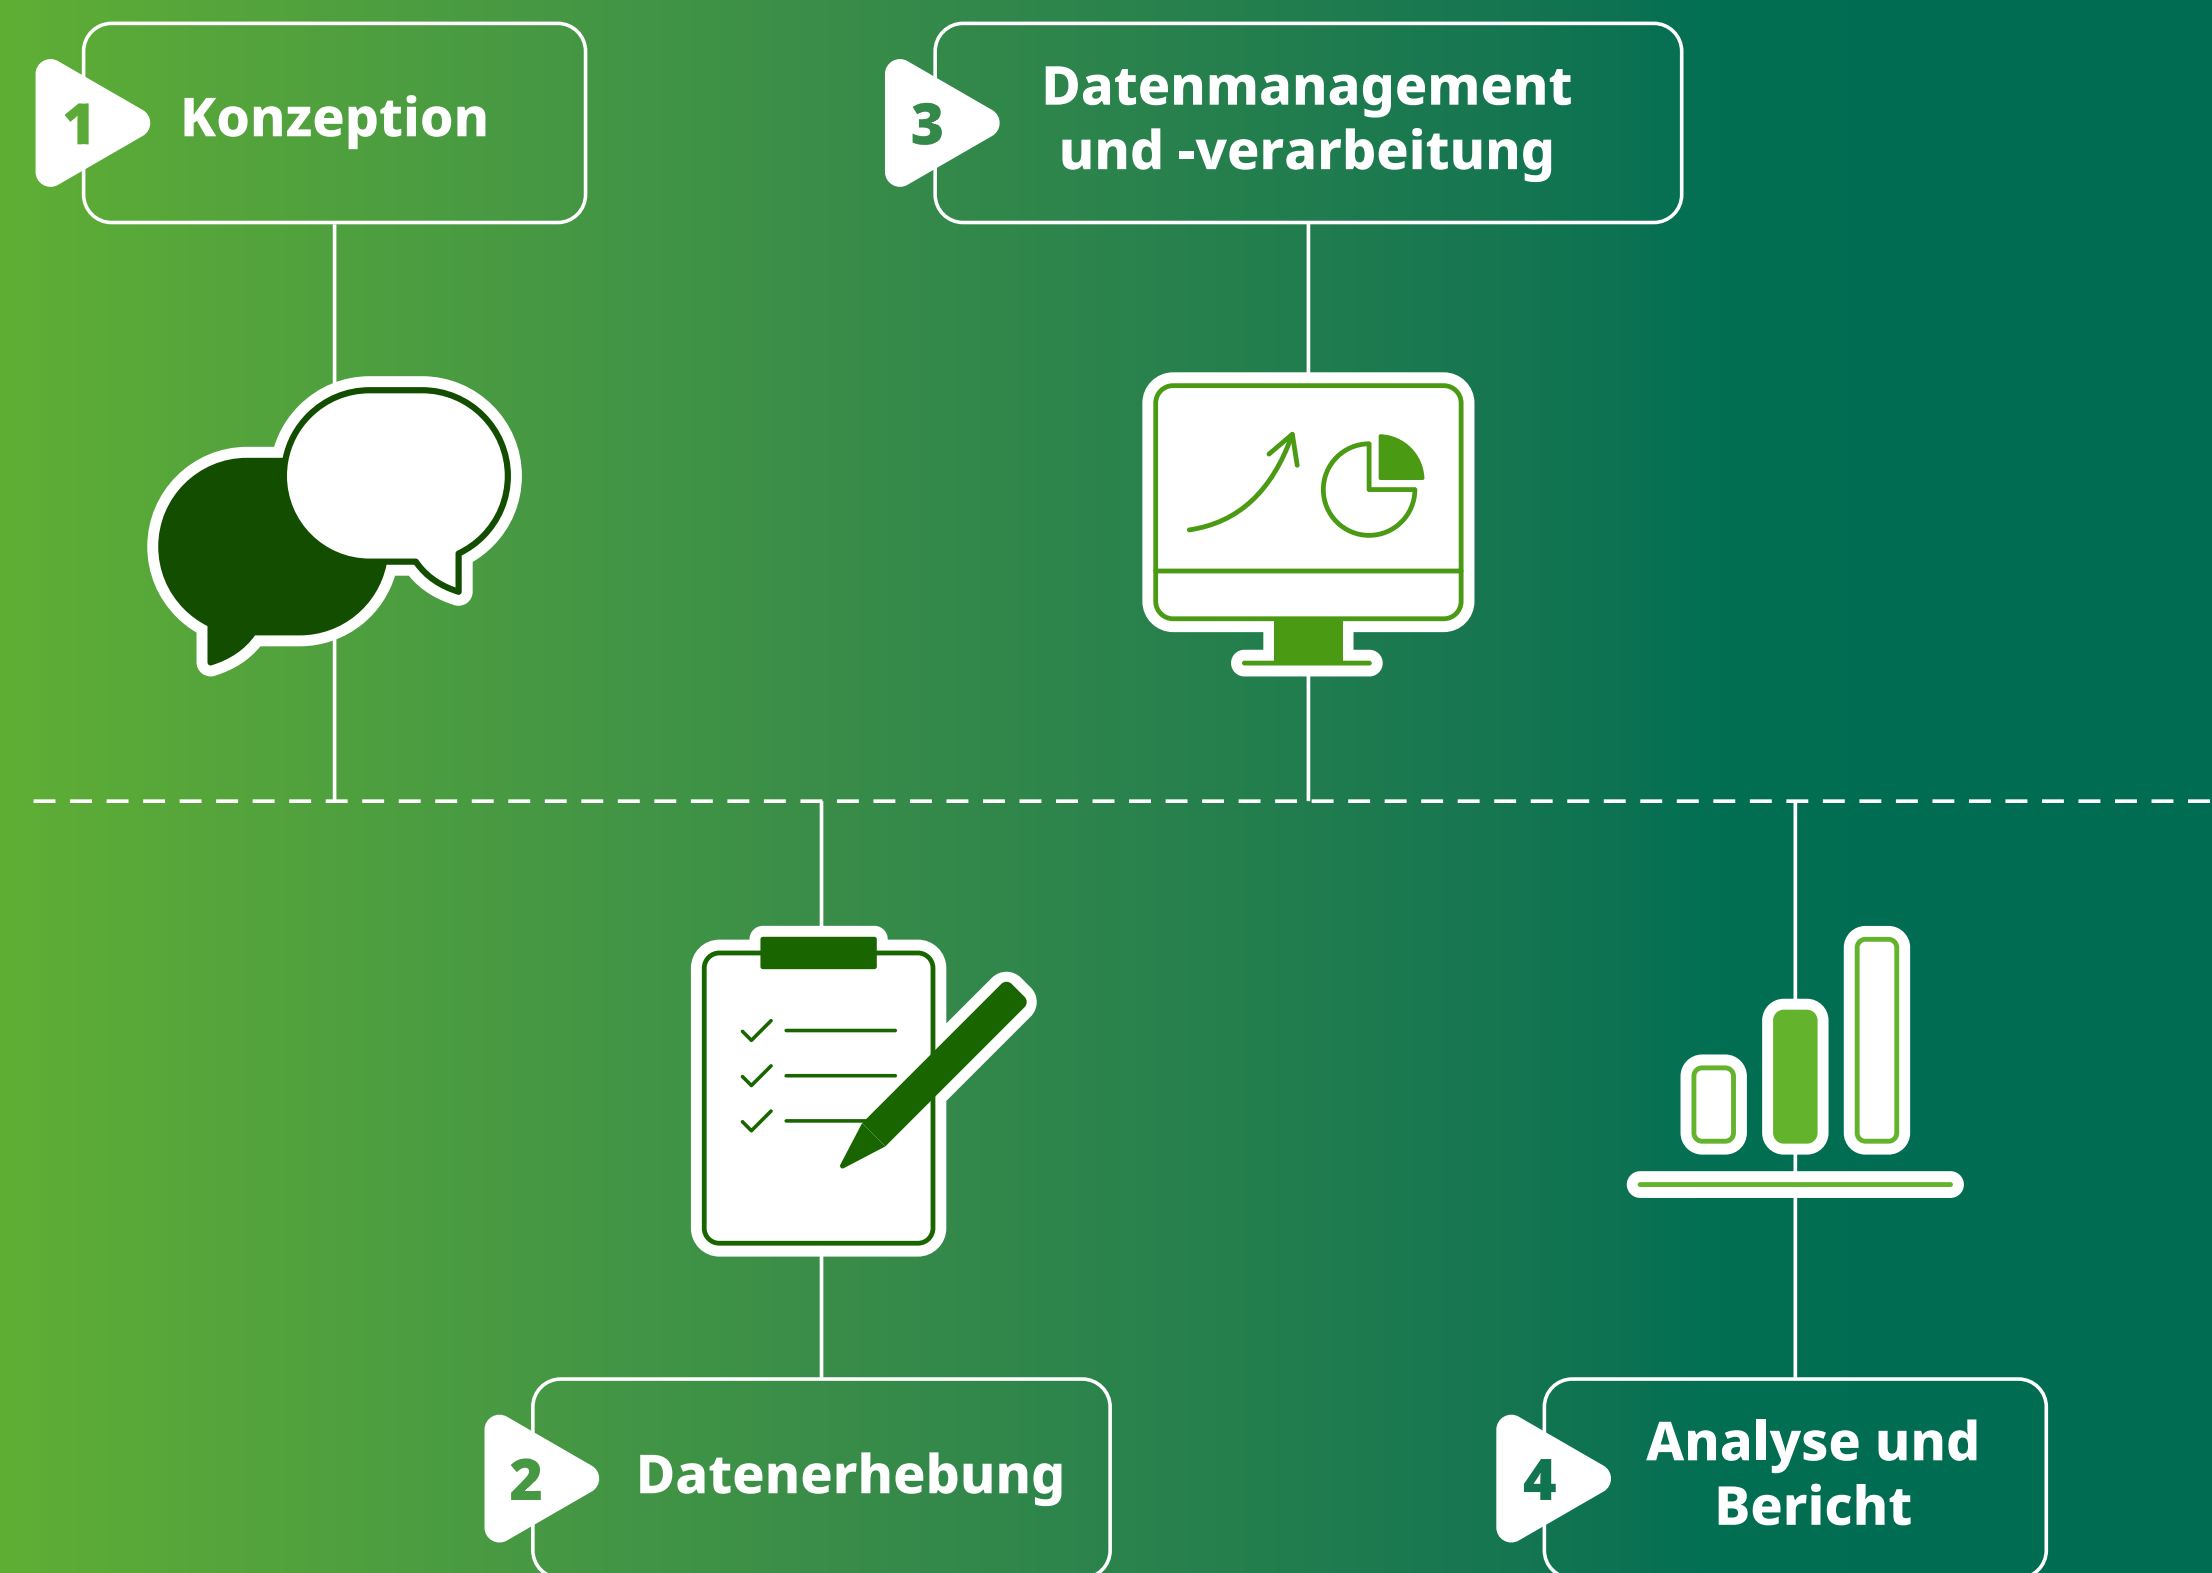 1
Konzeption
3
Datenmanagement
und -verarbeitung
2
Datenerhebung
4
Analyse und
Bericht